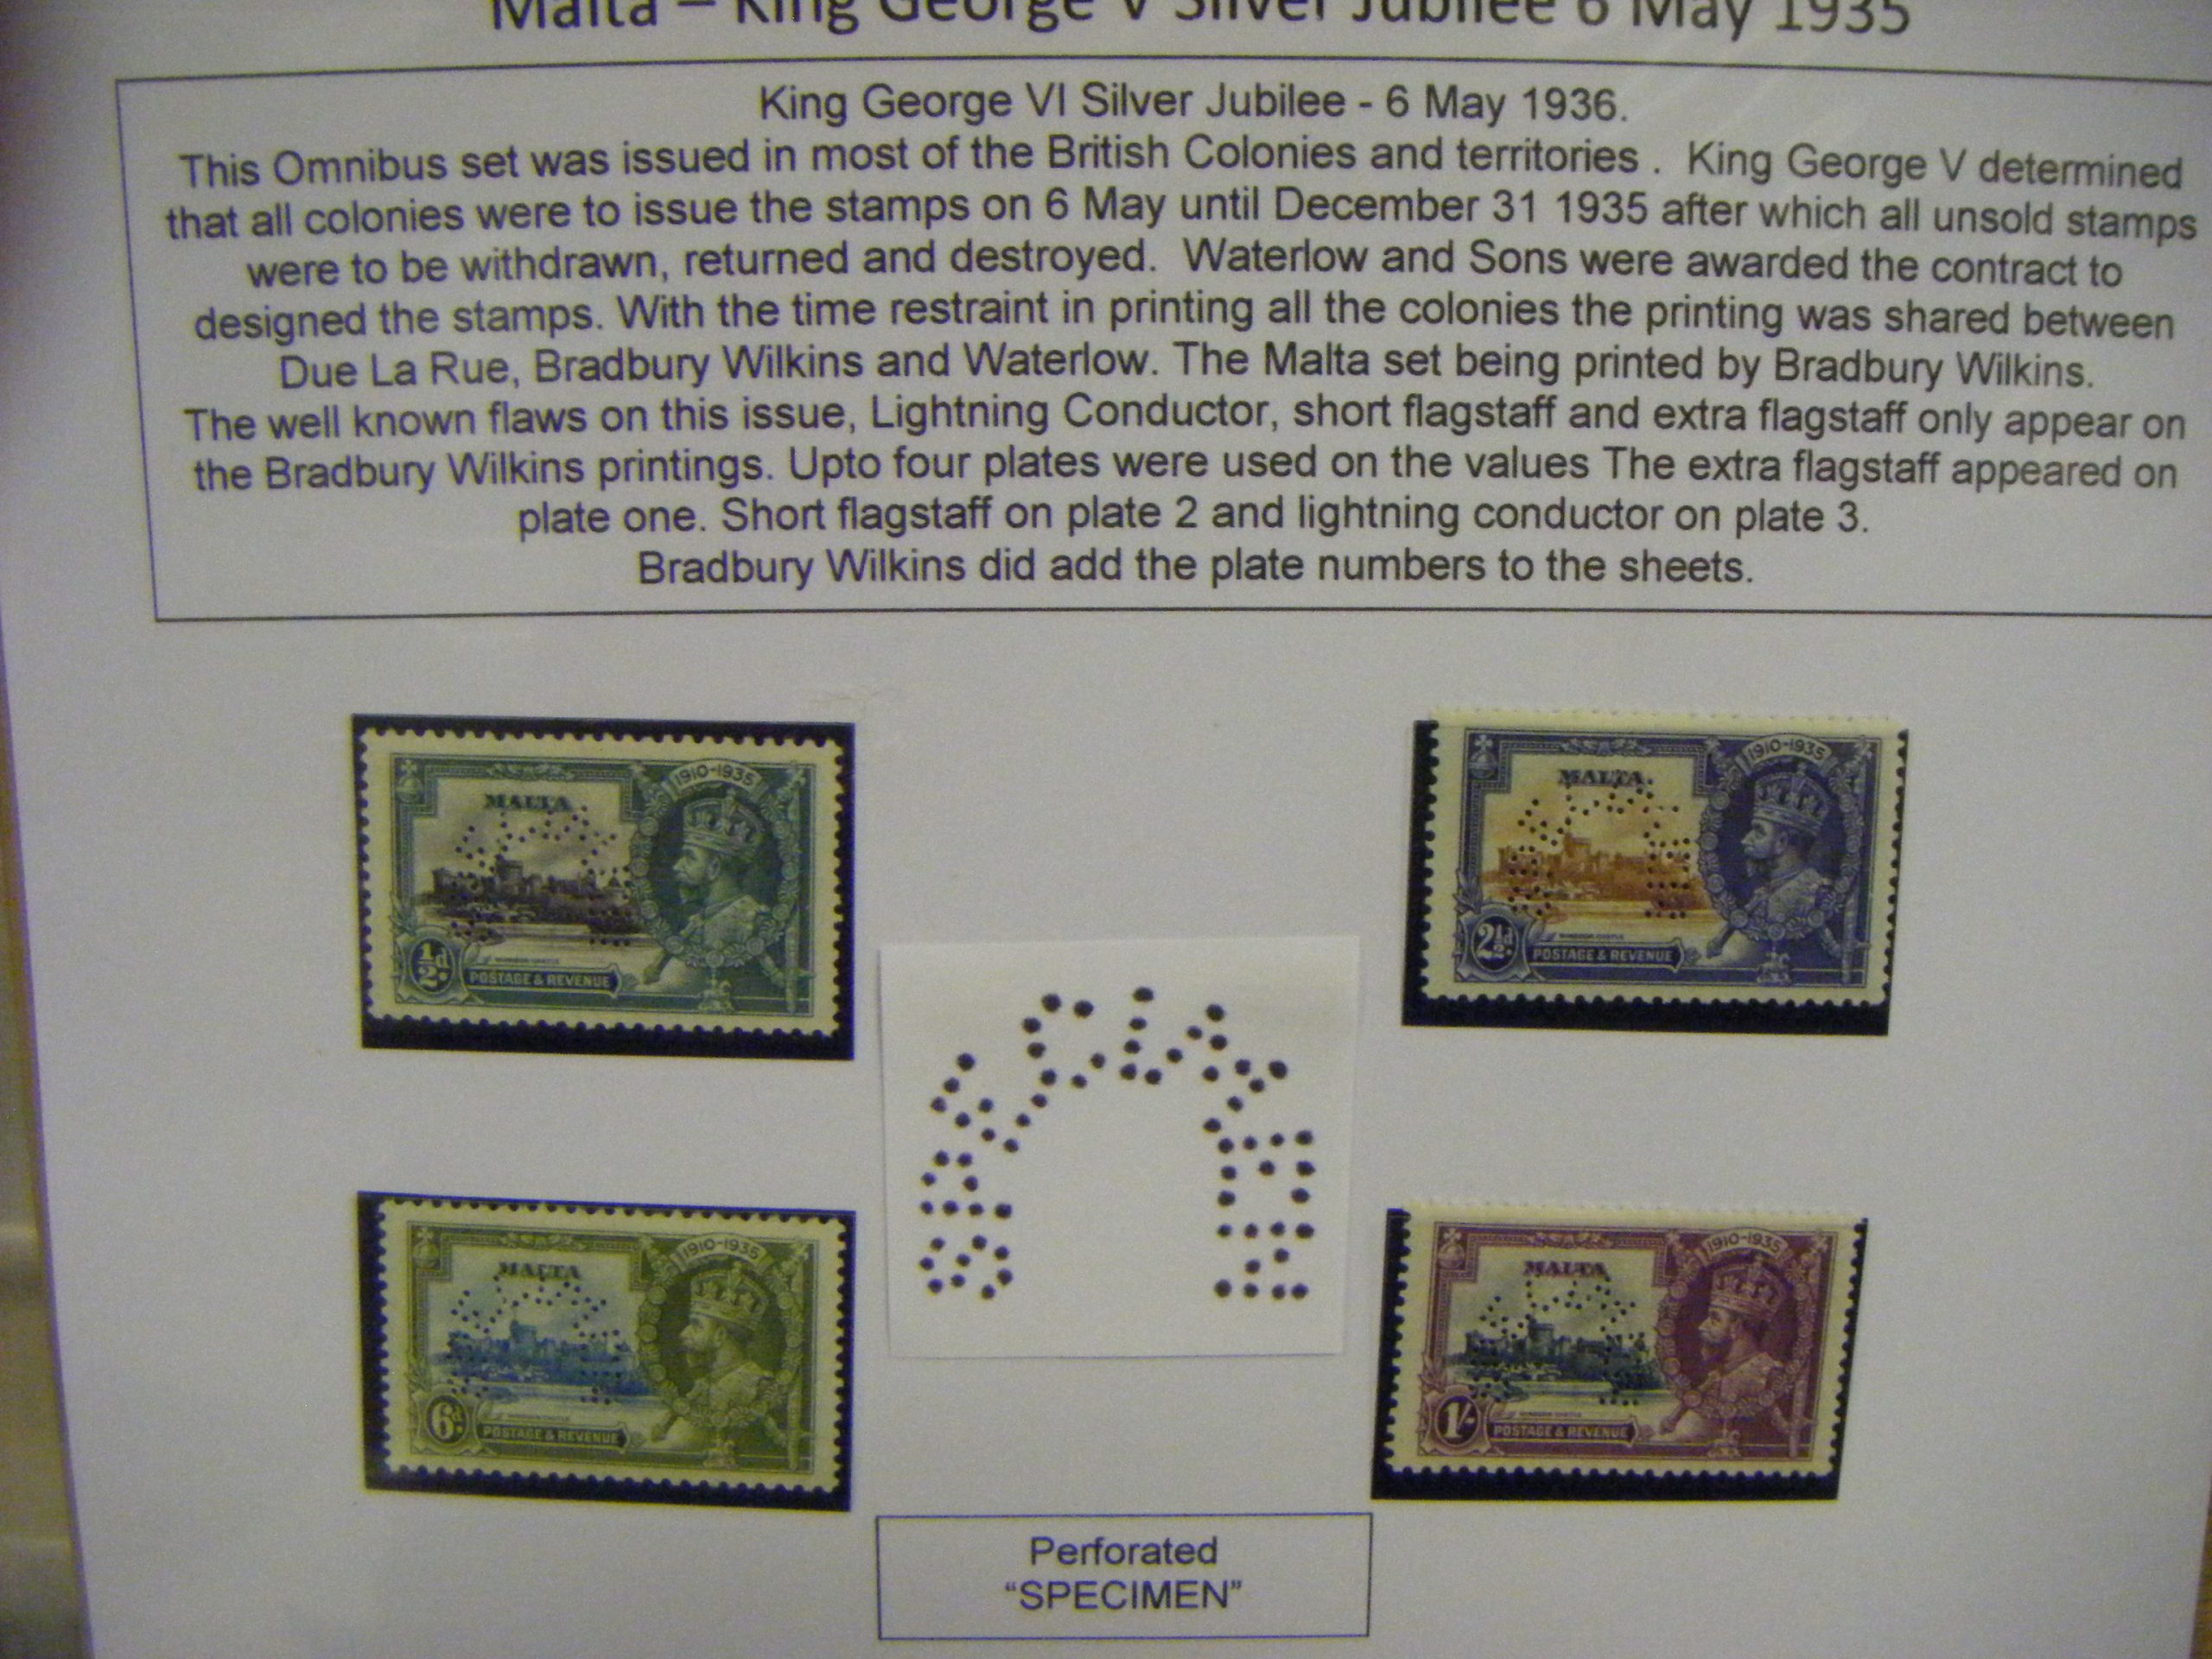 Malta – King George V Silver Jubilee 6 May 1935
King George VI Silver Jubilee - 6 May 1936.
This Omnibus set was issued in most of the British Colonies and territories . King George V determined
that all colonies were to issue the stamps on 6 May until December 31 1935 after which all unsold stamps
were to be withdrawn, returned and destroyed. Waterlow and Sons were awarded the contract to
designed the stamps. With the time restraint in printing all the colonies the printing was shared between
Due La Rue, Bradbury Wilkins and Waterlow. The Malta set being printed by Bradbury Wilkins.
The well known flaws on this issue, Lightning Conductor, short flagstaff and extra flagstaff only appear on
the Bradbury Wilkins printings. Upto four plates were used on the values The extra flagstaff appeared on
plate one. Short flagstaff on plate 2 and lightning conductor on plate 3.
Bradbury Wilkins did add the plate numbers to the sheets.
1910-1935
MALTA
WINDSOR CASTLE
½d
POSTAGE & REVENUE
1910-1935
MALTA.
WINDSOR CASTLE
2½d
POSTAGE & REVENUE
SPECIMEN
1910-1935
MALTA
WINDSOR CASTLE
6d
POSTAGE & REVENUE
1910-1935
MALTA
WINDSOR CASTLE
1/-
POSTAGE & REVENUE
Perforated
“SPECIMEN”